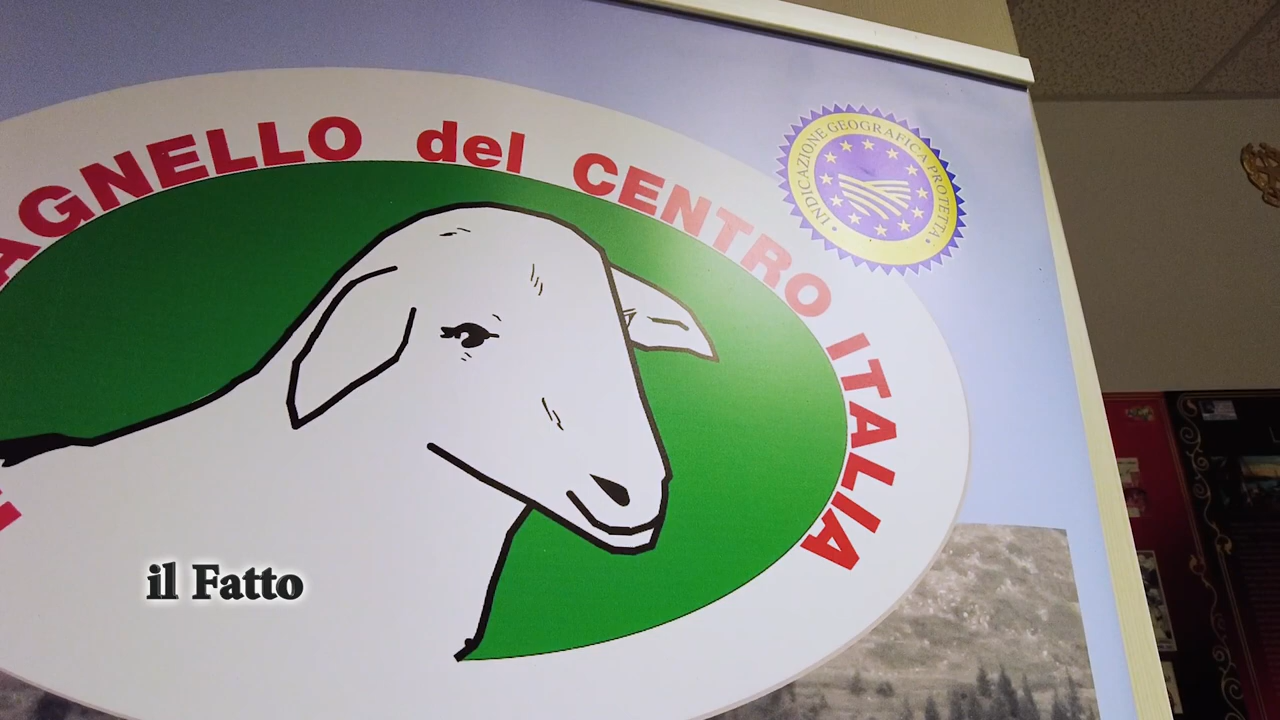 AGNELLO del CENTRO ITALIA
INDICAZIONE GEOGRAFICA PROTETTA
il Fatto